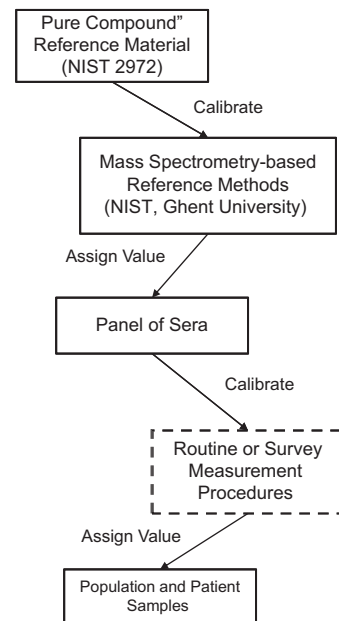 Pure Compound”
Reference Material
(NIST 2972)
Calibrate
Mass Spectrometry-based
Reference Methods
(NIST, Ghent University)
Assign Value
Panel of Sera
Calibrate
Routine or Survey
Measurement
Procedures
Assign Value
Population and Patient
Samples